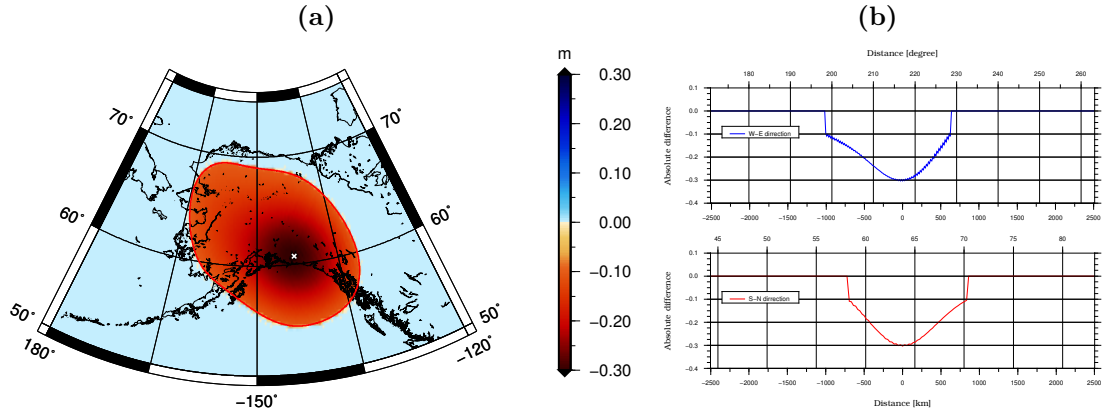 (a)
(b)
70°
70°
60°
60°
50°
50°
180°
-120°
-150°
m
0.30
0.20
0.10
0.00
-0.10
-0.20
-0.30
Distance [degree]
180 190 200 210 220 230 240 250 260
0.1
0.0
-0.1
-0.2
-0.3
-0.4
Absolute difference
W-E dirrection
-2500 -2000 -1500 -1000 -500 0 500 1000 1500 2000 2500
45 50 55 60 65 70 75 80
0.1
0.0
-0.1
-0.2
-0.3
-0.4
Absolute difference
S-N dirrection
-2500 -2000 -1500 -1000 -500 0 500 1000 1500 2000 2500
Distance [km]